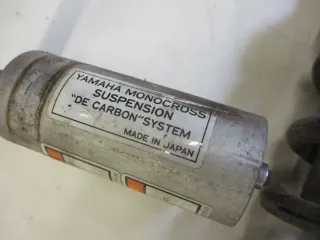 YAMAHA MONOCROSS
SUSPENSION
"DE CARBON" SYSTEM
MADE IN JAPAN